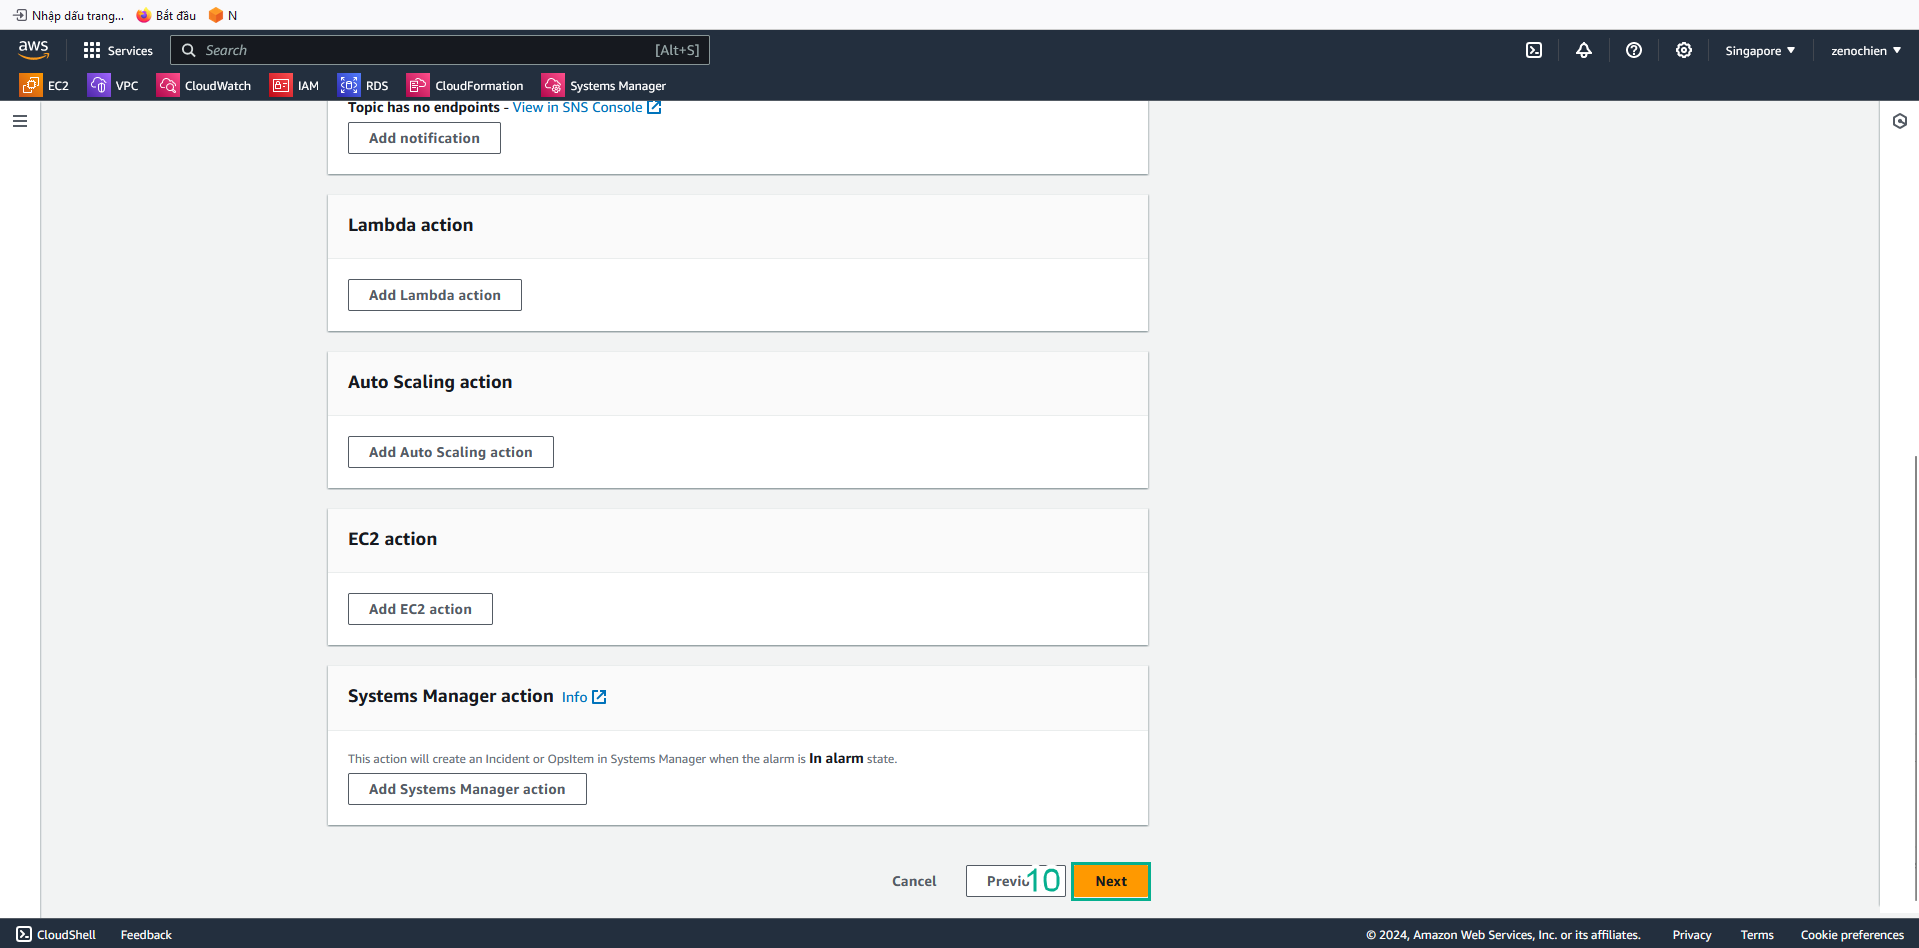 Nhập dấu trang... Bắt đầu N
aws Services Search [Alt+S] Singapore ▼ zenochien ▼
EC2 VPC CloudWatch IAM RDS CloudFormation Systems Manager
Topic has no endpoints - View in SNS Console
Add notification
Lambda action
Add Lambda action
Auto Scaling action
Add Auto Scaling action
EC2 action
Add EC2 action
Systems Manager action Info
This action will create an Incident or OpsItem in Systems Manager when the alarm is In alarm state.
Add Systems Manager action
Cancel Previo 10 Next
CloudShell Feedback © 2024, Amazon Web Services, Inc. or its affiliates. Privacy Terms Cookie preferences